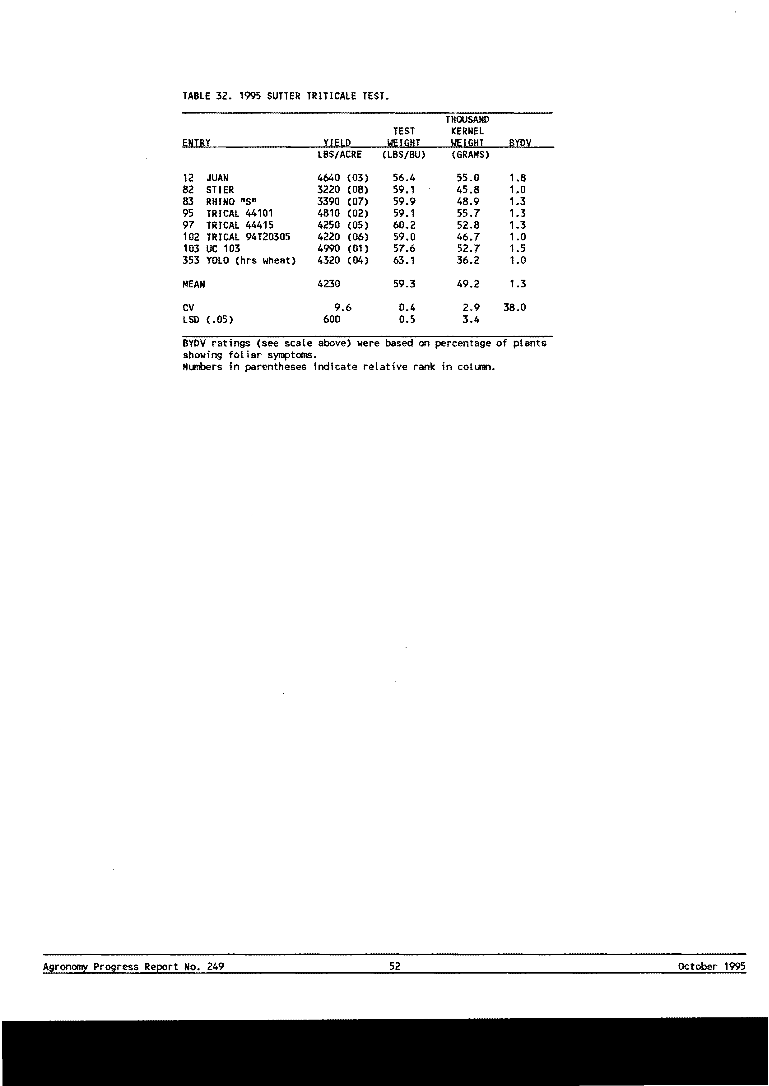 TABLE 32. 1995 SUTTER TRITICALE TEST.
THOUSAND
TEST KERNEL
ENTRY YIELD WEIGHT WEIGHT BYDV
LBS/ACRE (LBS/BU) (GRAMS)
12 JUAN 4640 (03) 56.4 55.0 1.8
82 STIER 3220 (08) 59.1 45.8 1.0
83 RHINO "S" 3390 (07) 59.9 48.9 1.3
95 TRICAL 44101 4810 (02) 59.1 55.7 1.3
97 TRICAL 44415 4250 (05) 60.2 52.8 1.3
102 TRICAL 94T20305 4220 (06) 59.0 46.7 1.0
103 UC 103 4990 (01) 57.6 52.7 1.5
353 YOLO (hrs wheat) 4320 (04) 63.1 36.2 1.0
MEAN 4230 59.3 49.2 1.3
CV 9.6 0.4 2.9 38.0
LSD (.05) 600 0.5 3.4
BYDV ratings (see scale above) were based on percentage of plants
showing foliar symptoms.
Numbers in parentheses indicate relative rank in column.
Agronomy Progress Report No. 249 52 October 1995